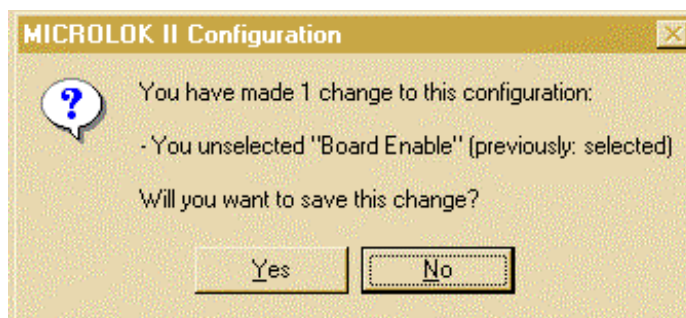 MICROLOK II Configuration
You have made 1 change to this configuration:
- You unselected "Board Enable" (previously: selected)
Will you want to save this change?
Yes
No